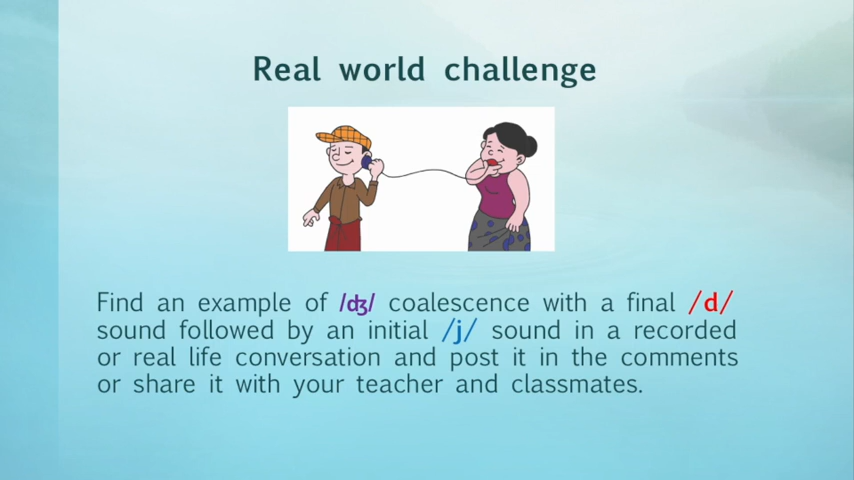 Real world challenge
Find an example of /ʤ/ coalescence with a final /d/
sound followed by an initial /j/ sound in a recorded
or real life conversation and post it in the comments
or share it with your teacher and classmates.